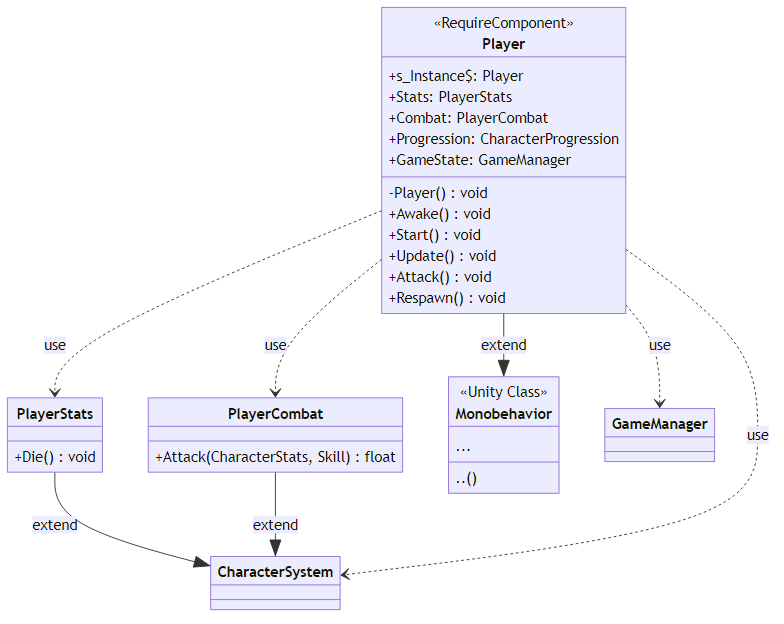 «RequireComponent»
Player
+s_Instance$: Player
+Stats: PlayerStats
+Combat: PlayerCombat
+Progression: CharacterProgression
+GameState: GameManager
-Player() : void
+Awake() : void
+Start() : void
+Update() : void
+Attack() : void
+Respawn() : void
use
use
extend
use
use
PlayerStats
+Die() : void
PlayerCombat
+Attack(CharacterStats, Skill) : float
«Unity Class»
Monobehavior
...
..()
GameManager
extend
extend
CharacterSystem